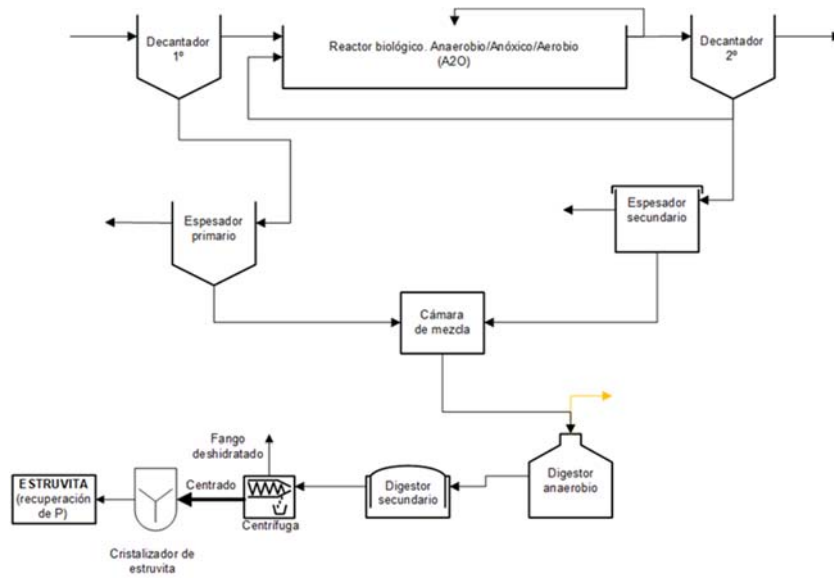 Decantador
1º
Reactor biológico. Anaerobio/Anóxico/Aerobio
(A2O)
Decantador
2º
Espesador
primario
Espesador
secundario
Cámara
de mezcla
Fango
deshidratado
ESTRUVITA
(recuperación
de P)
Centrado
Centrífuga
Digestor
secundario
Digestor
anaerobio
Cristalizador de
estruvita